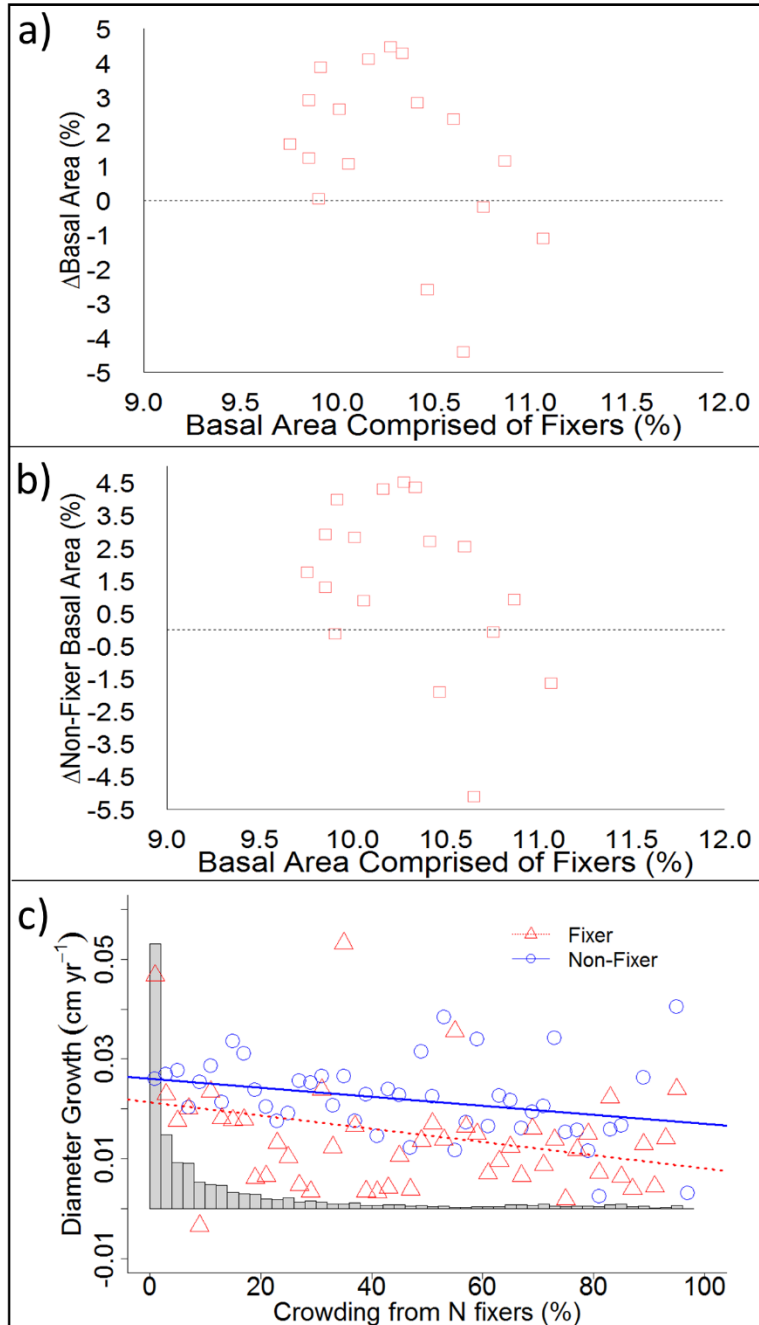 a)
ΔBasal Area (%)
5
4
3
2
1
0
-1
-2
-3
-4
-5
9.0 9.5 10.0 10.5 11.0 11.5 12.0
Basal Area Comprised of Fixers (%)
b)
ΔNon-Fixer Basal Area (%)
4.5
3.5
2.5
1.5
0.5
-0.5
-1.5
-2.5
-3.5
-4.5
-5.5
9.0 9.5 10.0 10.5 11.0 11.5 12.0
Basal Area Comprised of Fixers (%)
c)
Diameter Growth (cm yr⁻¹)
0.05
0.03
0.01
-0.01
Fixer
Non-Fixer
0 20 40 60 80 100
Crowding from N fixers (%)